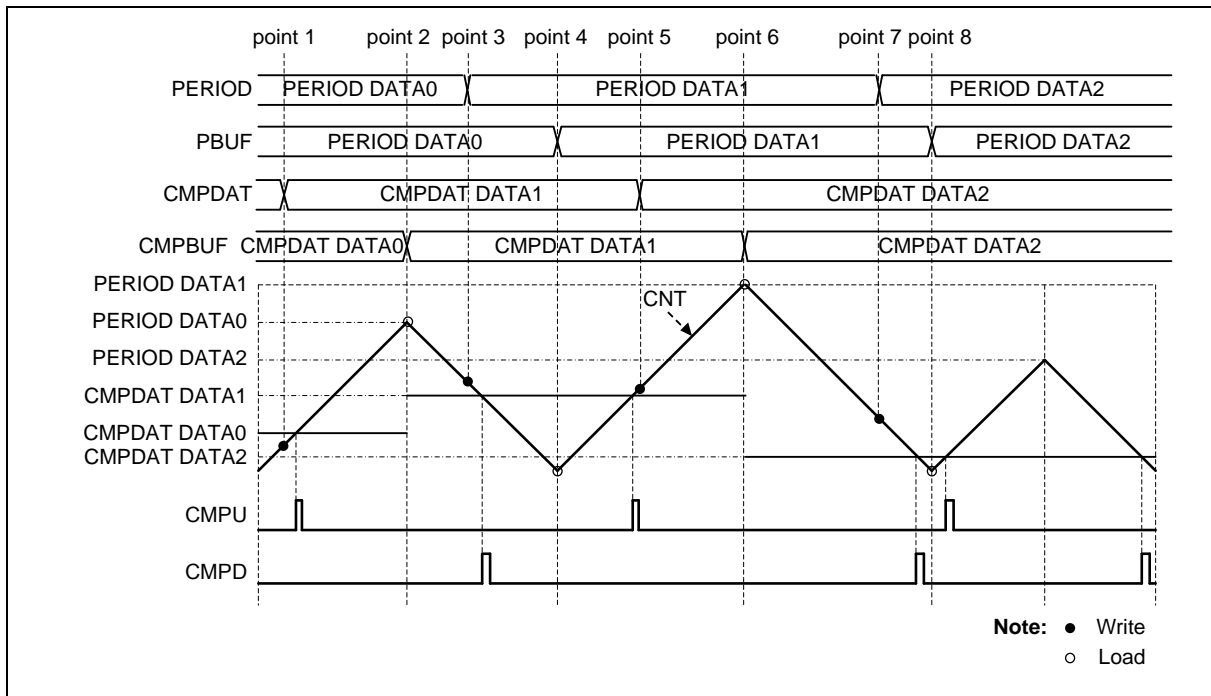 point 1 point 2 point 3 point 4 point 5 point 6 point 7 point 8
PERIOD PERIOD DATA0 PERIOD DATA1 PERIOD DATA2
PBUF PERIOD DATA0 PERIOD DATA1 PERIOD DATA2
CMPDAT CMPDAT DATA1 CMPDAT DATA2
CMPBUF CMPDAT DATA0 CMPDAT DATA1 CMPDAT DATA2
PERIOD DATA1
CNT
PERIOD DATA0
PERIOD DATA2
CMPDAT DATA1
CMPDAT DATA0
CMPDAT DATA2
CMPU
CMPD
Note: ● Write
○ Load